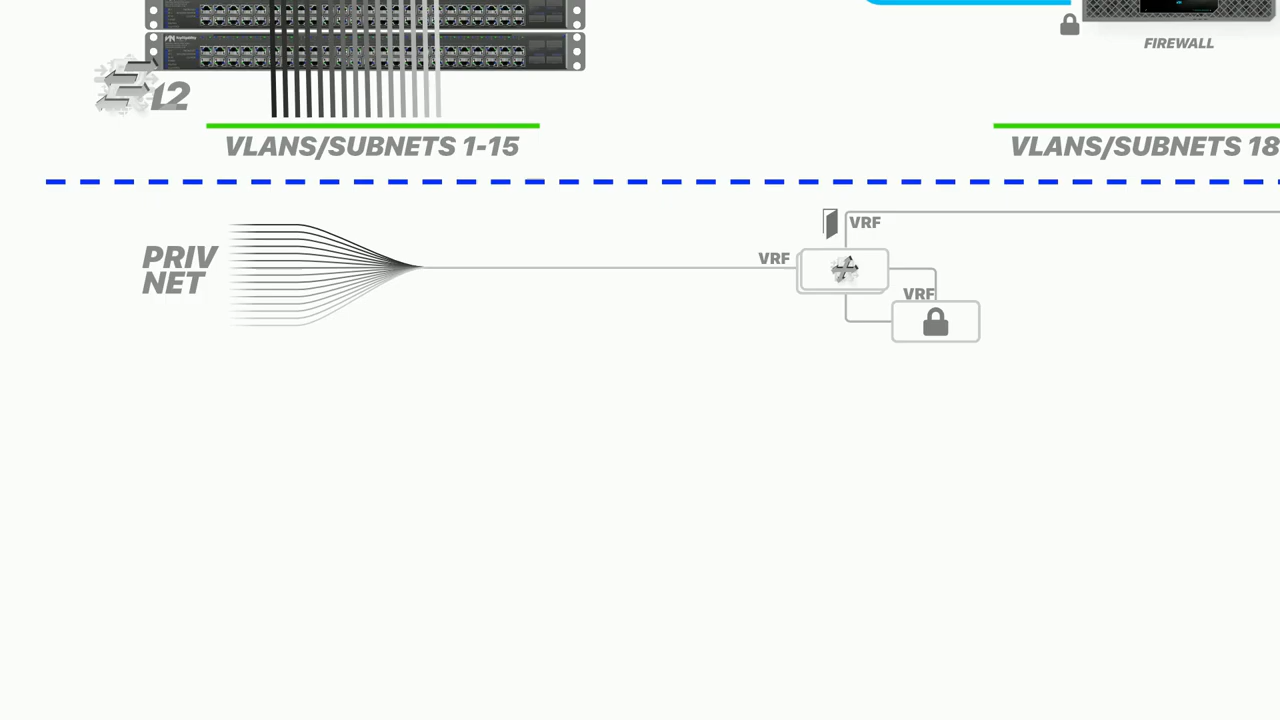 FIREWALL
L2
VLANS/SUBNETS 1-15
VLANS/SUBNETS 18
VRF
VRF
PRIV
NET
VRF